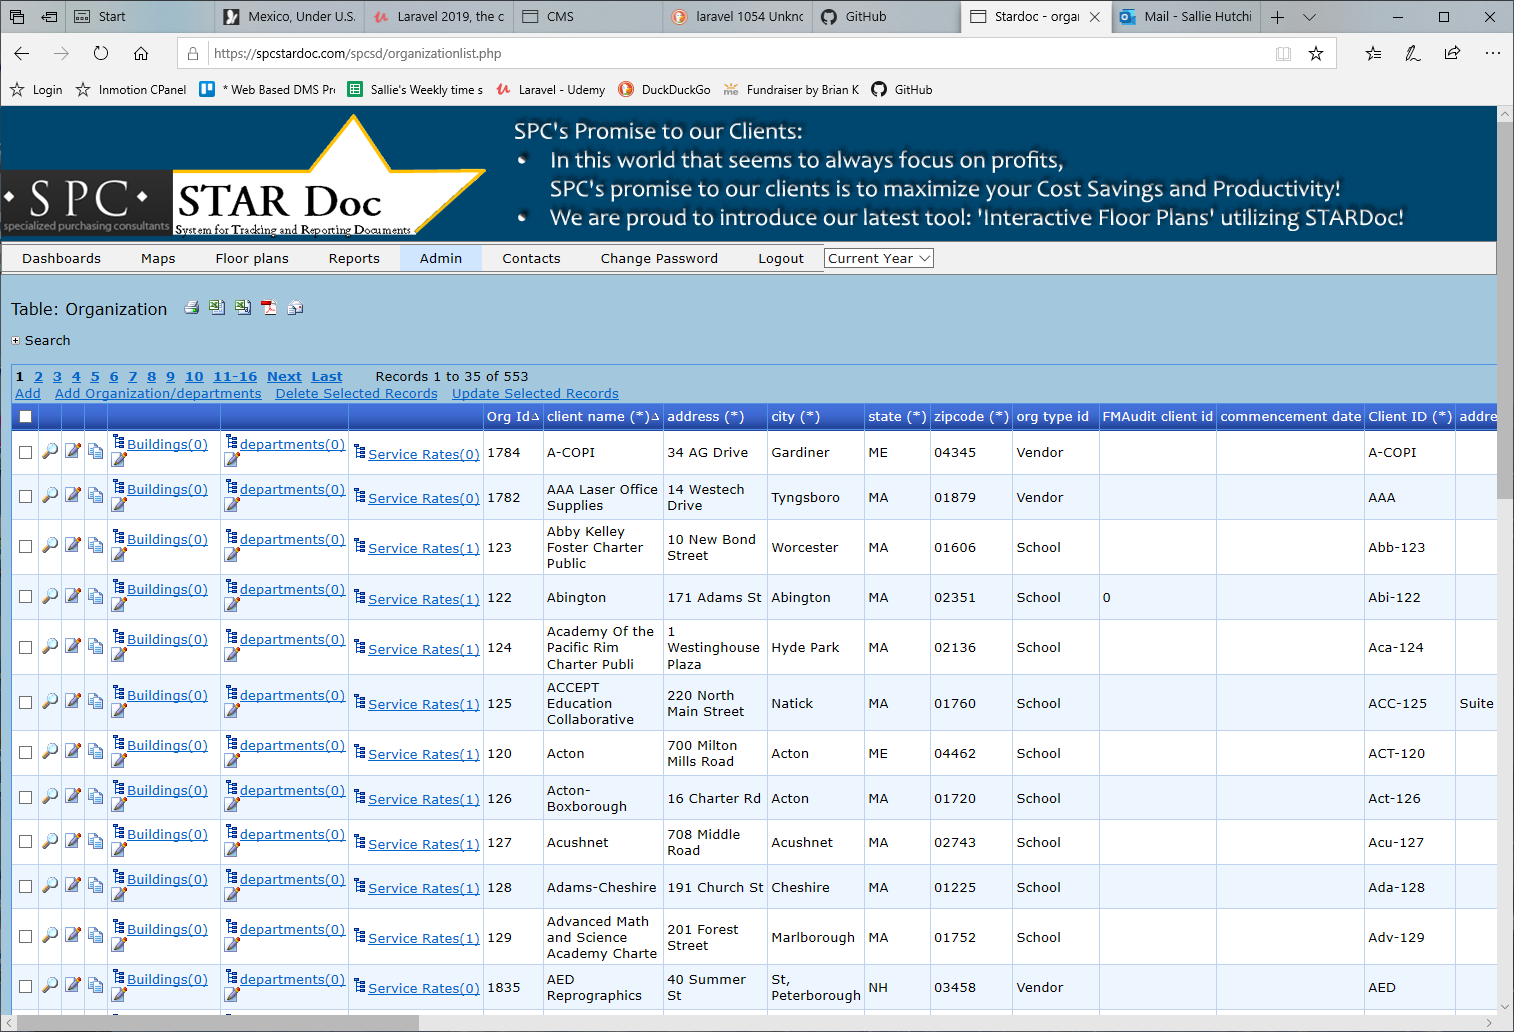 Start
Mexico, Under U.S.
Laravel 2019, the c
CMS
laravel 1054 Unkno
GitHub
Stardoc - orgar
Mail - Sallie Hutchi
https://spcstardoc.com/spcsd/organizationlist.php
Login
Inmotion CPanel
* Web Based DMS Pro
Sallie's Weekly time s
Laravel - Udemy
DuckDuckGo
Fundraiser by Brian K
GitHub
SPC's Promise to our Clients:
• In this world that seems to always focus on profits,
SPC's promise to our clients is to maximize your Cost Savings and Productivity!
• We are proud to introduce our latest tool: 'Interactive Floor Plans' utilizing STARDoc!
SPC
specialized purchasing consultants
STAR Doc
System for Tracking and Reporting Documents
Dashboards Maps Floor plans Reports Admin Contacts Change Password Logout Current Year
Table: Organization
Search
1 2 3 4 5 6 7 8 9 10 11-16 Next Last Records 1 to 35 of 553
Add Add Organization/departments Delete Selected Records Update Selected Records
Org Id client name (*) address (*) city (*) state (*) zipcode (*) org type id FMAudit client id commencement date Client ID (*) addre
Buildings(0) departments(0) Service Rates(0) 1784 A-COPI 34 AG Drive Gardiner ME 04345 Vendor A-COPI
Buildings(0) departments(0) Service Rates(0) 1782 AAA Laser Office Supplies 14 Westech Drive Tyngsboro MA 01879 Vendor AAA
Buildings(0) departments(0) Service Rates(1) 123 Abby Kelley Foster Charter Public 10 New Bond Street Worcester MA 01606 School Abb-123
Buildings(0) departments(0) Service Rates(1) 122 Abington 171 Adams St Abington MA 02351 School 0 Abi-122
Buildings(0) departments(0) Service Rates(1) 124 Academy Of the Pacific Rim Charter Publi 1 Westinghouse Plaza Hyde Park MA 02136 School Aca-124
Buildings(0) departments(0) Service Rates(1) 125 ACCEPT Education Collaborative 220 North Main Street Natick MA 01760 School ACC-125 Suite
Buildings(0) departments(0) Service Rates(1) 120 Acton 700 Milton Mills Road Acton ME 04462 School ACT-120
Buildings(0) departments(0) Service Rates(1) 126 Acton-Boxborough 16 Charter Rd Acton MA 01720 School Act-126
Buildings(0) departments(0) Service Rates(1) 127 Acushnet 708 Middle Road Acushnet MA 02743 School Acu-127
Buildings(0) departments(0) Service Rates(1) 128 Adams-Cheshire 191 Church St Cheshire MA 01225 School Ada-128
Buildings(0) departments(0) Service Rates(1) 129 Advanced Math and Science Academy Charte 201 Forest Street Marlborough MA 01752 School Adv-129
Buildings(0) departments(0) Service Rates(0) 1835 AED Reprographics 40 Summer St St, Peterborough NH 03458 Vendor AED